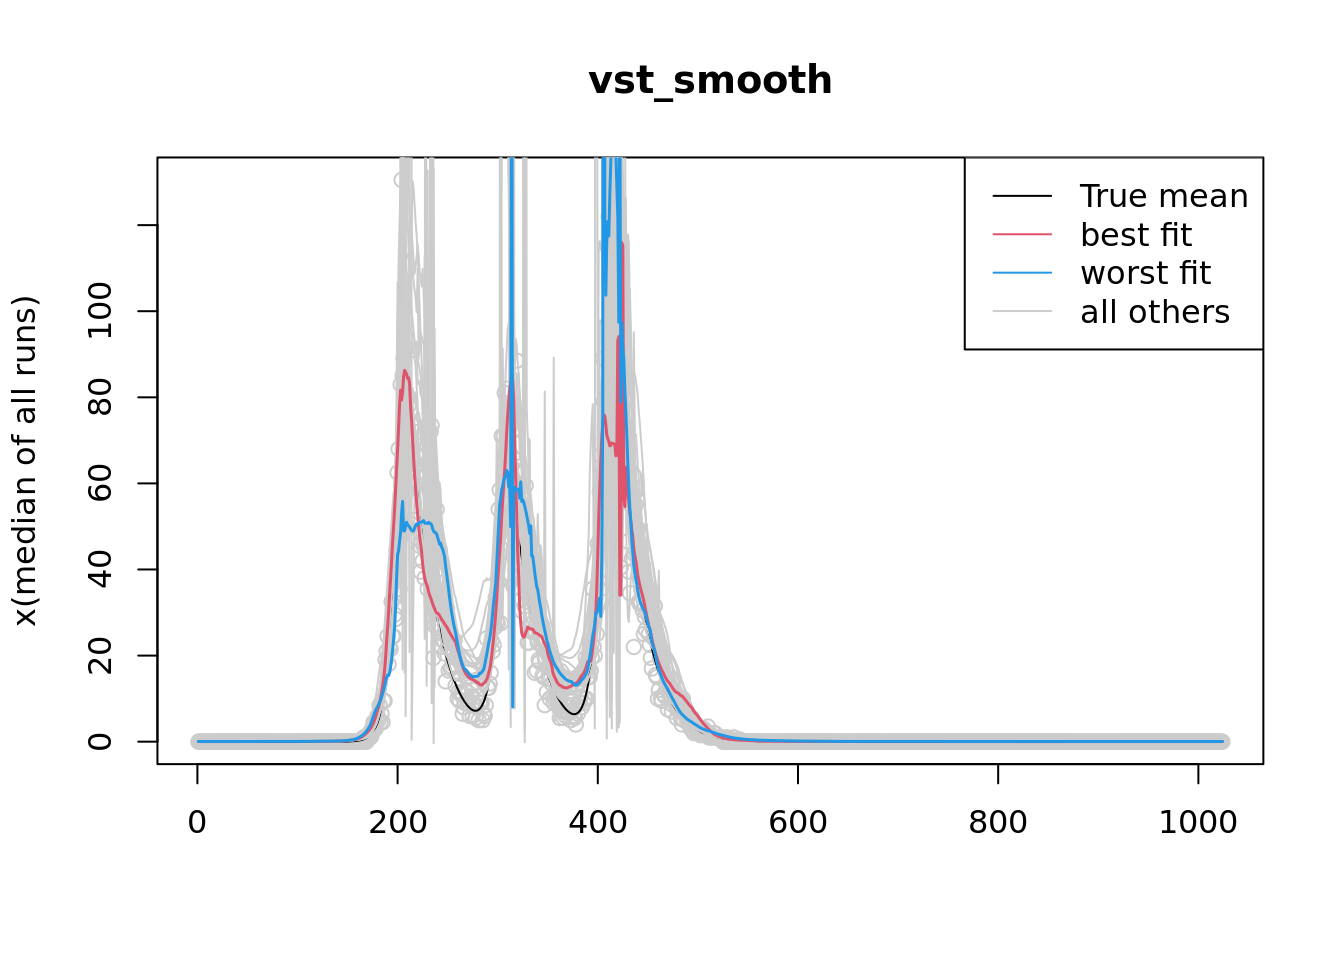 vst_smooth
True mean
best fit
worst fit
all others
x(median of all runs)
100
80
60
40
20
0
0 200 400 600 800 1000